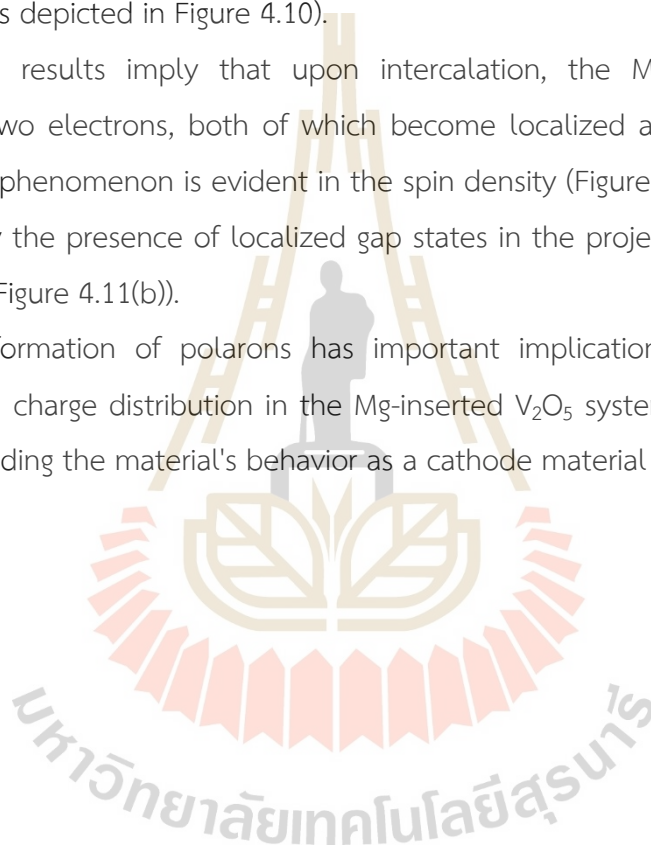 s depicted in Figure 4.10).
results imply that upon intercalation, the M
two electrons, both of which become localized a
phenomenon is evident in the spin density (Figure
the presence of localized gap states in the proje
Figure 4.11(b)).
formation of polarons has important implication
charge distribution in the Mg-inserted V₂O₅ system
ding the material's behavior as a cathode material
มหาวิทยาลัยเทคโนโลยีสุรนารี